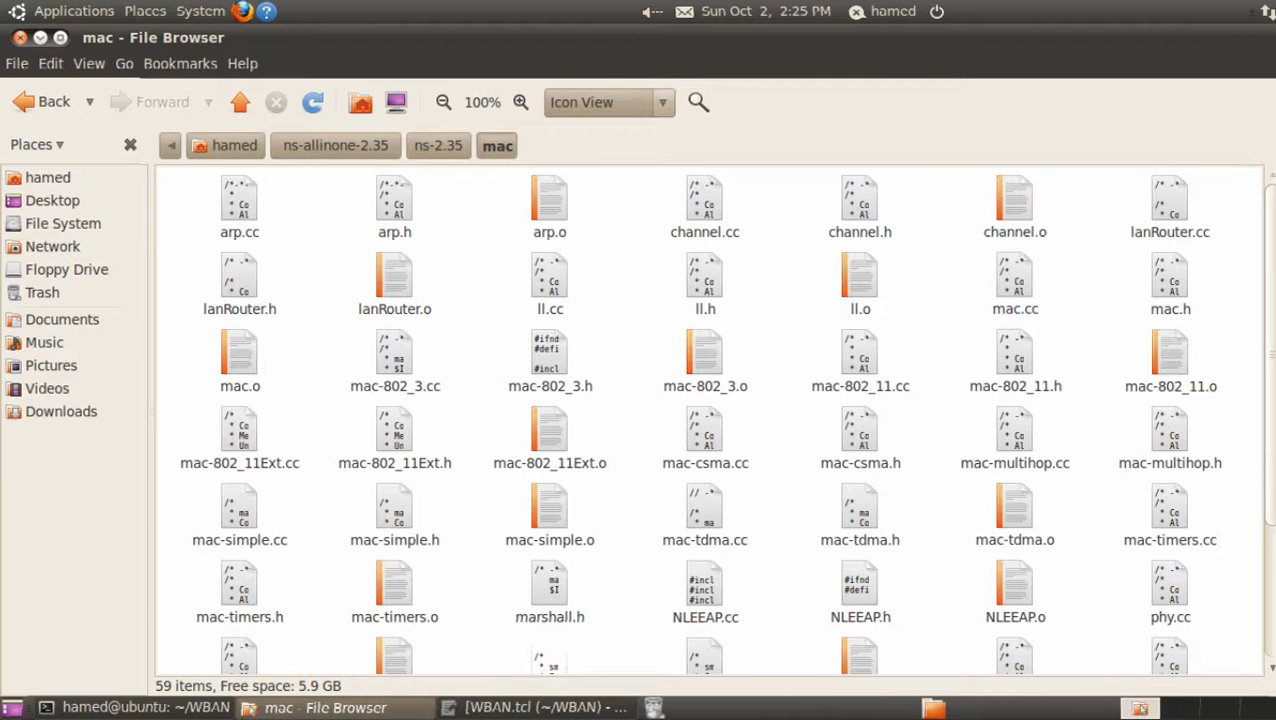 Applications Places System Sun Oct 2, 2:25 PM hamed
mac - File Browser
File Edit View Go Bookmarks Help
Back Forward 100% Icon View
Places hamed ns-allinone-2.35 ns-2.35 mac
hamed
Desktop
File System
Network
Floppy Drive
Trash
Documents
Music
Pictures
Videos
Downloads
arp.cc arp.h arp.o channel.cc channel.h channel.o lanRouter.cc
lanRouter.h lanRouter.o ll.cc ll.h ll.o mac.cc mac.h
mac.o mac-802_3.cc mac-802_3.h mac-802_3.o mac-802_11.cc mac-802_11.h mac-802_11.o
mac-802_11Ext.cc mac-802_11Ext.h mac-802_11Ext.o mac-csma.cc mac-csma.h mac-multihop.cc mac-multihop.h
mac-simple.cc mac-simple.h mac-simple.o mac-tdma.cc mac-tdma.h mac-tdma.o mac-timers.cc
mac-timers.h mac-timers.o marshall.h NLEEAP.cc NLEEAP.h NLEEAP.o phy.cc
59 items, Free space: 5.9 GB
hamed@ubuntu: ~/WBAN mac - File Browser [WBAN.tcl (~/WBAN) - ...